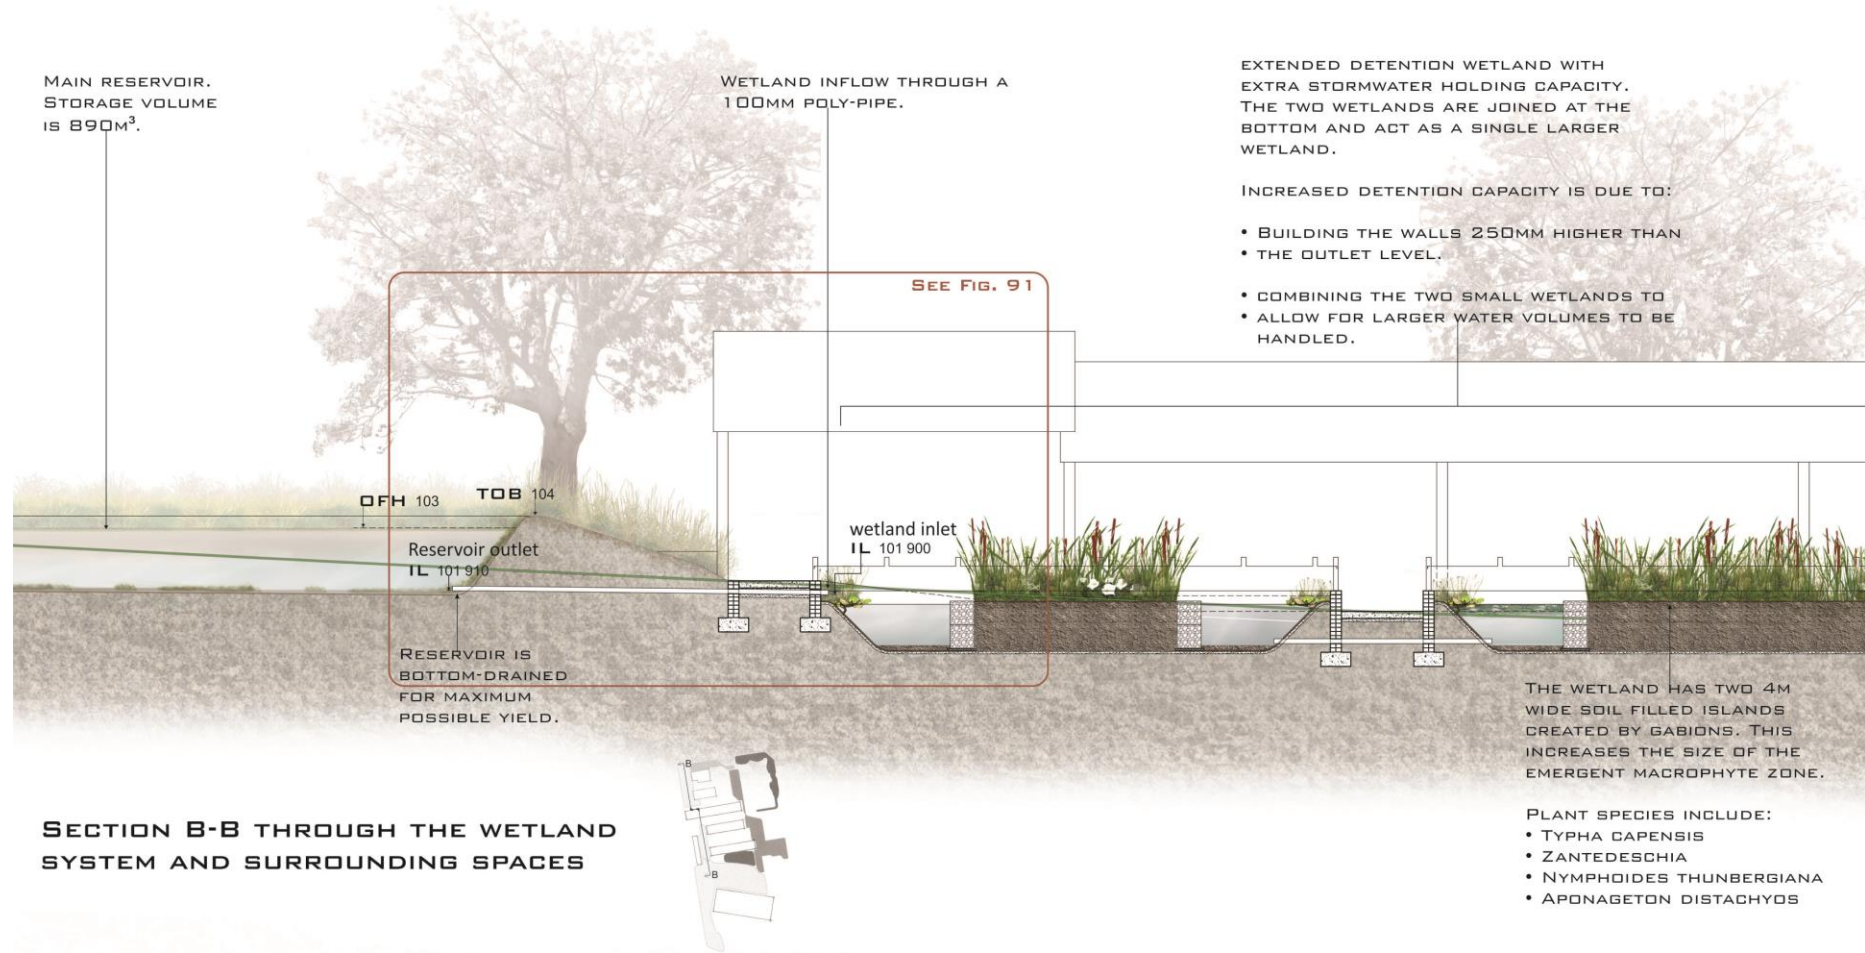 MAIN RESERVOIR.
STORAGE VOLUME
IS 890M³.
WETLAND INFLOW THROUGH A
100MM POLY-PIPE.
EXTENDED DETENTION WETLAND WITH
EXTRA STORMWATER HOLDING CAPACITY.
THE TWO WETLANDS ARE JOINED AT THE
BOTTOM AND ACT AS A SINGLE LARGER
WETLAND.
INCREASED DETENTION CAPACITY IS DUE TO:
• BUILDING THE WALLS 250MM HIGHER THAN
• THE OUTLET LEVEL.
• COMBINING THE TWO SMALL WETLANDS TO
• ALLOW FOR LARGER WATER VOLUMES TO BE
HANDLED.
SEE FIG. 91
OFH 103
TOB 104
Reservoir outlet
IL 101 910
wetland inlet
IL 101 900
RESERVOIR IS
BOTTOM-DRAINED
FOR MAXIMUM
POSSIBLE YIELD.
THE WETLAND HAS TWO 4M
WIDE SOIL FILLED ISLANDS
CREATED BY GABIONS. THIS
INCREASES THE SIZE OF THE
EMERGENT MACROPHYTE ZONE.
PLANT SPECIES INCLUDE:
• TYPHA CAPENSIS
• ZANTEDESCHIA
• NYMPHOIDES THUNBERGIANA
• APONAGETON DISTACHYOS
SECTION B-B THROUGH THE WETLAND
SYSTEM AND SURROUNDING SPACES
B
B